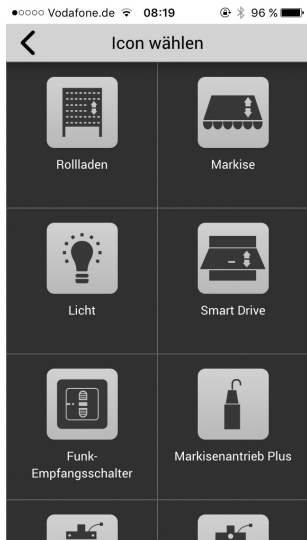 Vodafone.de 08:19 96 %
Icon wählen
Rollladen Markise
Licht Smart Drive
Funk- Markisenantrieb Plus
Empfangsschalter